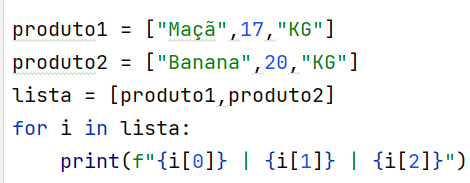 produto1 = ["Maçã",17,"KG"]
produto2 = ["Banana",20,"KG"]
lista = [produto1,produto2]
for i in lista:
    print(f"{i[0]} | {i[1]} | {i[2]}")